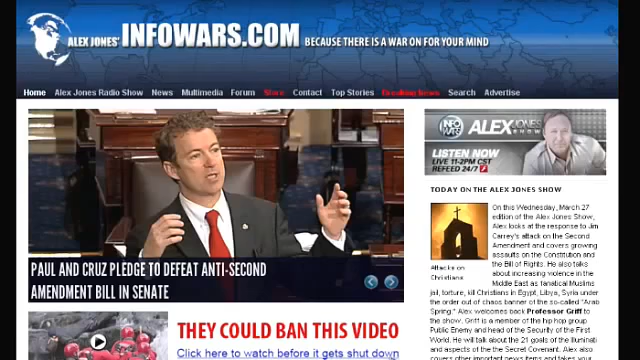 ALEX JONES' INFOWARS.COM BECAUSE THERE IS A WAR ON FOR YOUR MIND
Home Alex Jones Radio Show News Multimedia Forum Store Contact Top Stories Breaking News Search Advertise
PAUL AND CRUZ PLEDGE TO DEFEAT ANTI-SECOND
AMENDMENT BILL IN SENATE
THEY COULD BAN THIS VIDEO
Click here to watch before it gets shut down
INFO
WARS
ALEX JONES
SHOW
LISTEN NOW
LIVE 11-2PM CST
REFEED 24/7
TODAY ON THE ALEX JONES SHOW
On this Wednesday, March 27
edition of the Alex Jones Show,
Alex looks at the response to Jim
Carrey's attack on the Second
Amendment and covers growing
assaults on the Constitution and
the Bill of Rights. He also talks
about increasing violence in the
Middle East as fanatical Muslims
Attacks on
Christians
jail, torture, kill Christians in Egypt, Libya, Syria under
the order out of chaos banner of the so-called "Arab
Spring." Alex welcomes back Professor Griff to the
show. Griff is a member of the hip hop group
Public Enemy and head of the Security of the First
World. He will talk about the 21 goals of the Illuminati
and aspects of the Secret Covenant. Alex also
covers other important news items and takes your